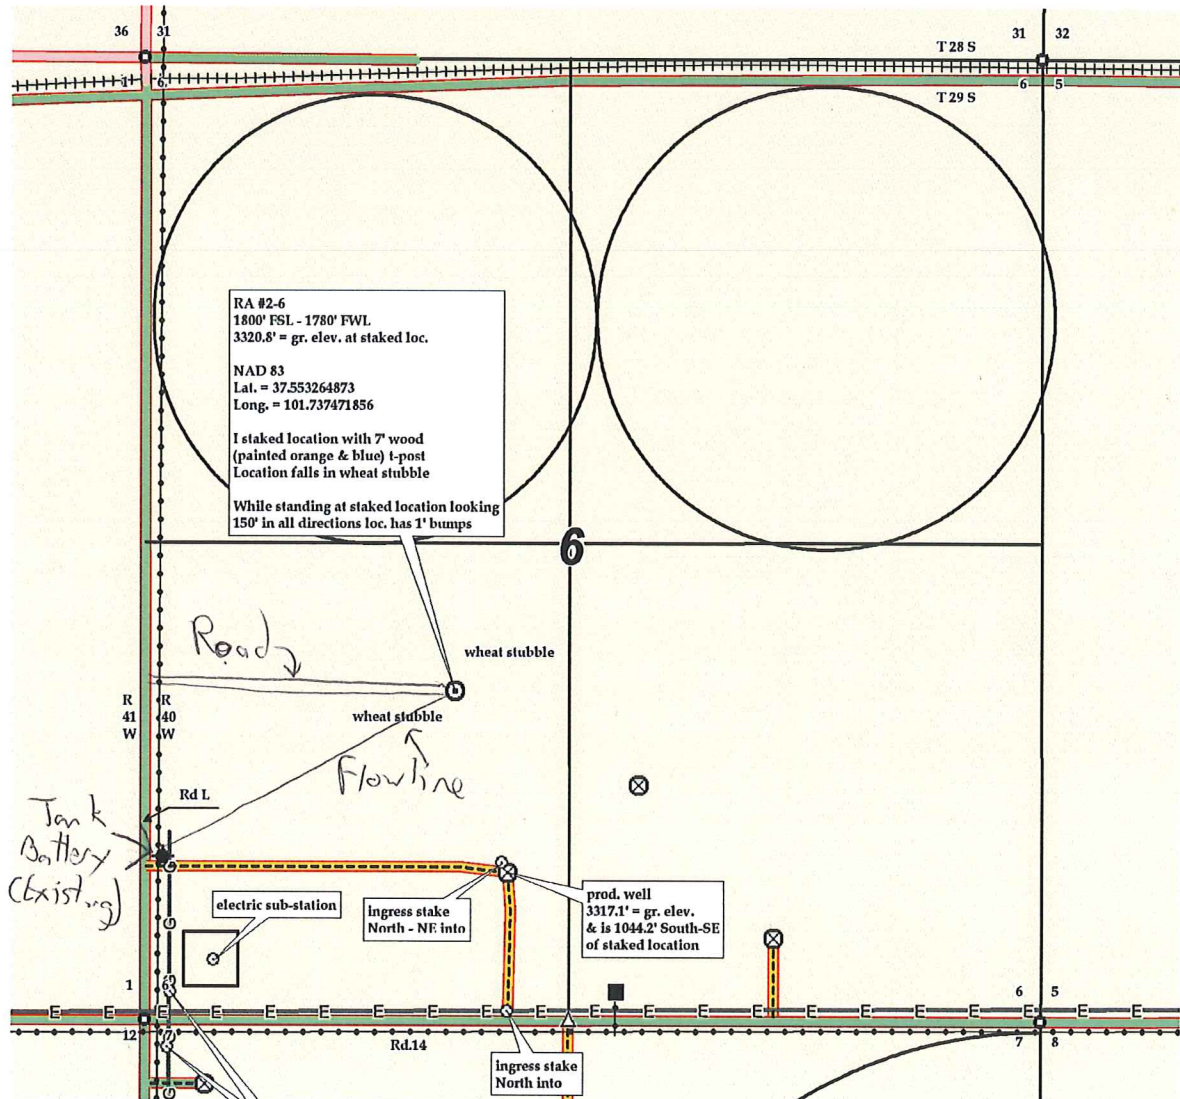 36 31
31 32
T 28 S
1 6
6 5
T 29 S
RA #2-6
1800' FSL - 1780' FWL
3320.8' = gr. elev. at staked loc.
NAD 83
Lat. = 37.553264873
Long. = 101.737471856
I staked location with 7' wood
(painted orange & blue) t-post
Location falls in wheat stubble
While standing at staked location looking
150' in all directions loc. has 1' bumps
6
Road
wheat stubble
R R
41 40
W W
wheat stubble
Flowline
Rd L
Tank
Battery
(Existing)
G
electric sub-station
ingress stake
North - NE into
prod. well
3317.1' = gr. elev.
& is 1044.2' South-SE
of staked location
G
1 6
6 5
E E E E E E E E E E E E E E E E E E E E E
12
7 8
Rd.14
ingress stake
North into
G